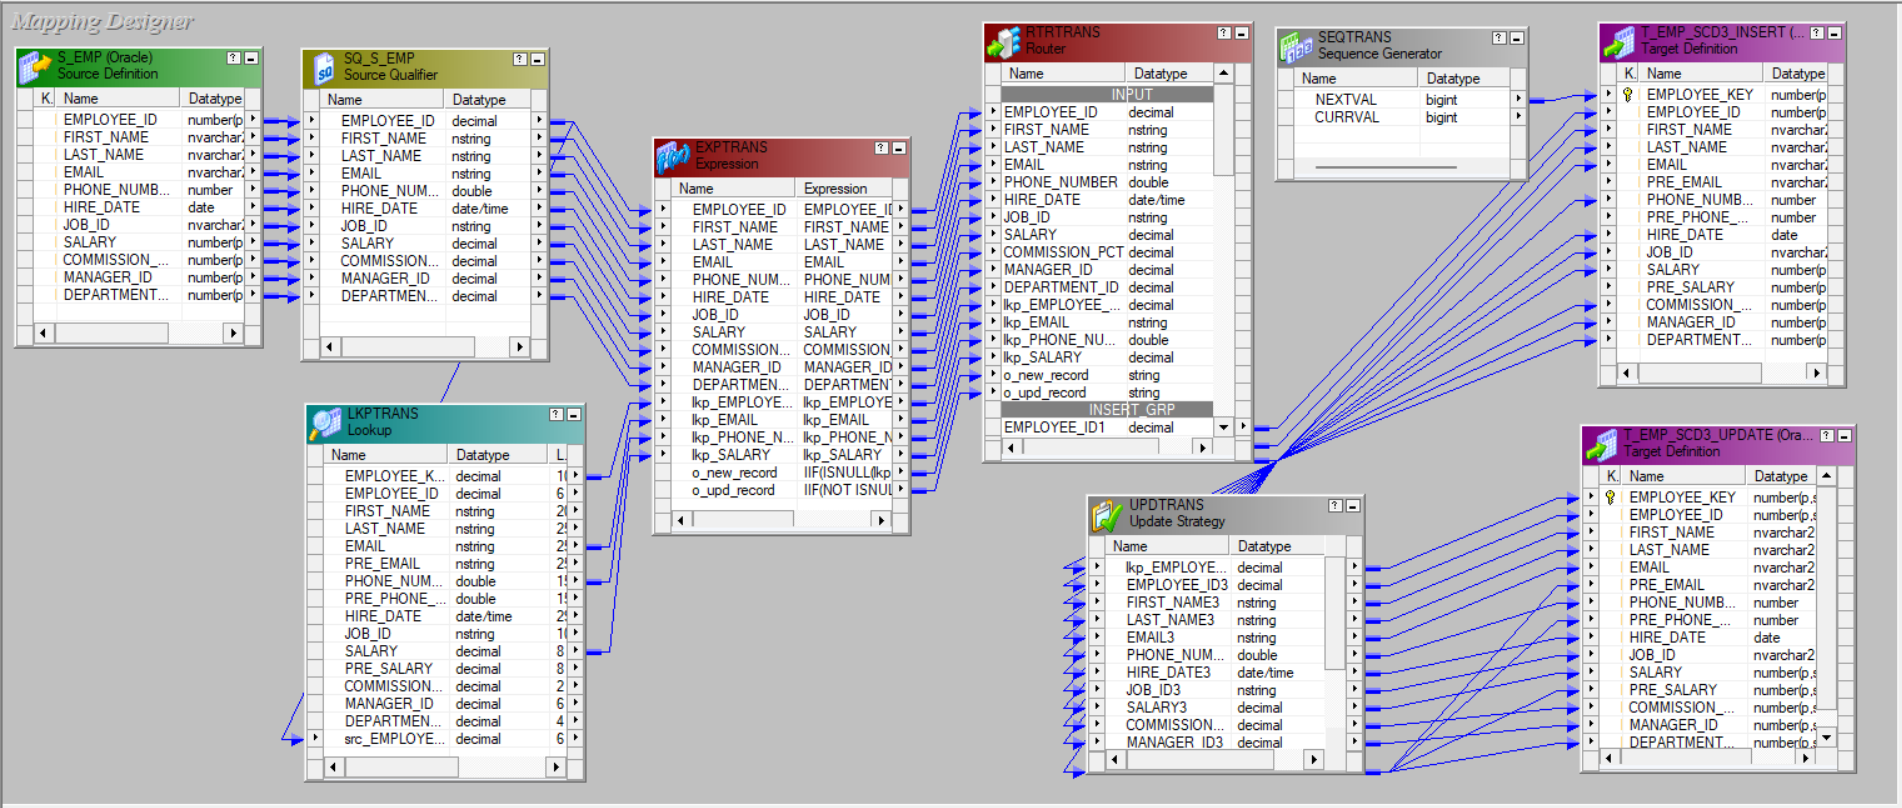 Mapping Designer
S_EMP (Oracle)
Source Definition
K. Name Datatype
EMPLOYEE_ID number(p
FIRST_NAME nvarchar2
LAST_NAME nvarchar2
EMAIL nvarchar2
PHONE_NUMB... number
HIRE_DATE date
JOB_ID nvarchar2
SALARY number(p
COMMISSION_... number(p
MANAGER_ID number(p
DEPARTMENT... number(p
SQ_S_EMP
Source Qualifier
Name Datatype
EMPLOYEE_ID decimal
FIRST_NAME nstring
LAST_NAME nstring
EMAIL nstring
PHONE_NUM... double
HIRE_DATE date/time
JOB_ID nstring
SALARY decimal
COMMISSION... decimal
MANAGER_ID decimal
DEPARTMEN... decimal
LKPTRANS
Lookup
Name Datatype L.
EMPLOYEE_K... decimal 10
EMPLOYEE_ID decimal 6
FIRST_NAME nstring 20
LAST_NAME nstring 25
EMAIL nstring 25
PRE_EMAIL nstring 25
PHONE_NUM... double 15
PRE_PHONE_... double 15
HIRE_DATE date/time 29
JOB_ID nstring 10
SALARY decimal 8
PRE_SALARY decimal 8
COMMISSION... decimal 2
MANAGER_ID decimal 6
DEPARTMEN... decimal 4
src_EMPLOYE... decimal 6
EXPTRANS
Expression
Name Expression
EMPLOYEE_ID EMPLOYEE_ID
FIRST_NAME FIRST_NAME
LAST_NAME LAST_NAME
EMAIL EMAIL
PHONE_NUM... PHONE_NUM
HIRE_DATE HIRE_DATE
JOB_ID JOB_ID
SALARY SALARY
COMMISSION... COMMISSION_
MANAGER_ID MANAGER_ID
DEPARTMEN... DEPARTMENT
lkp_EMPLOYE... lkp_EMPLOYE
lkp_EMAIL lkp_EMAIL
lkp_PHONE_N... lkp_PHONE_N
lkp_SALARY lkp_SALARY
o_new_record IIF(ISNULL(lkp
o_upd_record IIF(NOT ISNUL
RTRTRANS
Router
Name Datatype
INPUT
EMPLOYEE_ID decimal
FIRST_NAME nstring
LAST_NAME nstring
EMAIL nstring
PHONE_NUMBER double
HIRE_DATE date/time
JOB_ID nstring
SALARY decimal
COMMISSION_PCT decimal
MANAGER_ID decimal
DEPARTMENT_ID decimal
lkp_EMPLOYEE_... decimal
lkp_EMAIL nstring
lkp_PHONE_NU... double
lkp_SALARY decimal
o_new_record string
o_upd_record string
INSERT_GRP
EMPLOYEE_ID1 decimal
SEQTRANS
Sequence Generator
Name Datatype
NEXTVAL bigint
CURRVAL bigint
UPDTRANS
Update Strategy
Name Datatype
lkp_EMPLOYE... decimal
EMPLOYEE_ID3 decimal
FIRST_NAME3 nstring
LAST_NAME3 nstring
EMAIL3 nstring
PHONE_NUM... double
HIRE_DATE3 date/time
JOB_ID3 nstring
SALARY3 decimal
COMMISSION... decimal
MANAGER_ID3 decimal
T_EMP_SCD3_INSERT (...
Target Definition
K. Name Datatype
EMPLOYEE_KEY number(p
EMPLOYEE_ID number(p
FIRST_NAME nvarchar2
LAST_NAME nvarchar2
EMAIL nvarchar2
PRE_EMAIL nvarchar2
PHONE_NUMB... number
PRE_PHONE_... number
HIRE_DATE date
JOB_ID nvarchar2
SALARY number(p
PRE_SALARY number(p
COMMISSION_... number(p
MANAGER_ID number(p
DEPARTMENT... number(p
T_EMP_SCD3_UPDATE (Ora...
Target Definition
K. Name Datatype
EMPLOYEE_KEY number(p,s
EMPLOYEE_ID number(p,s
FIRST_NAME nvarchar2
LAST_NAME nvarchar2
EMAIL nvarchar2
PRE_EMAIL nvarchar2
PHONE_NUMB... number
PRE_PHONE_... number
HIRE_DATE date
JOB_ID nvarchar2
SALARY number(p,s
PRE_SALARY number(p,s
COMMISSION_... number(p,s
MANAGER_ID number(p,s
DEPARTMENT... number(p,s